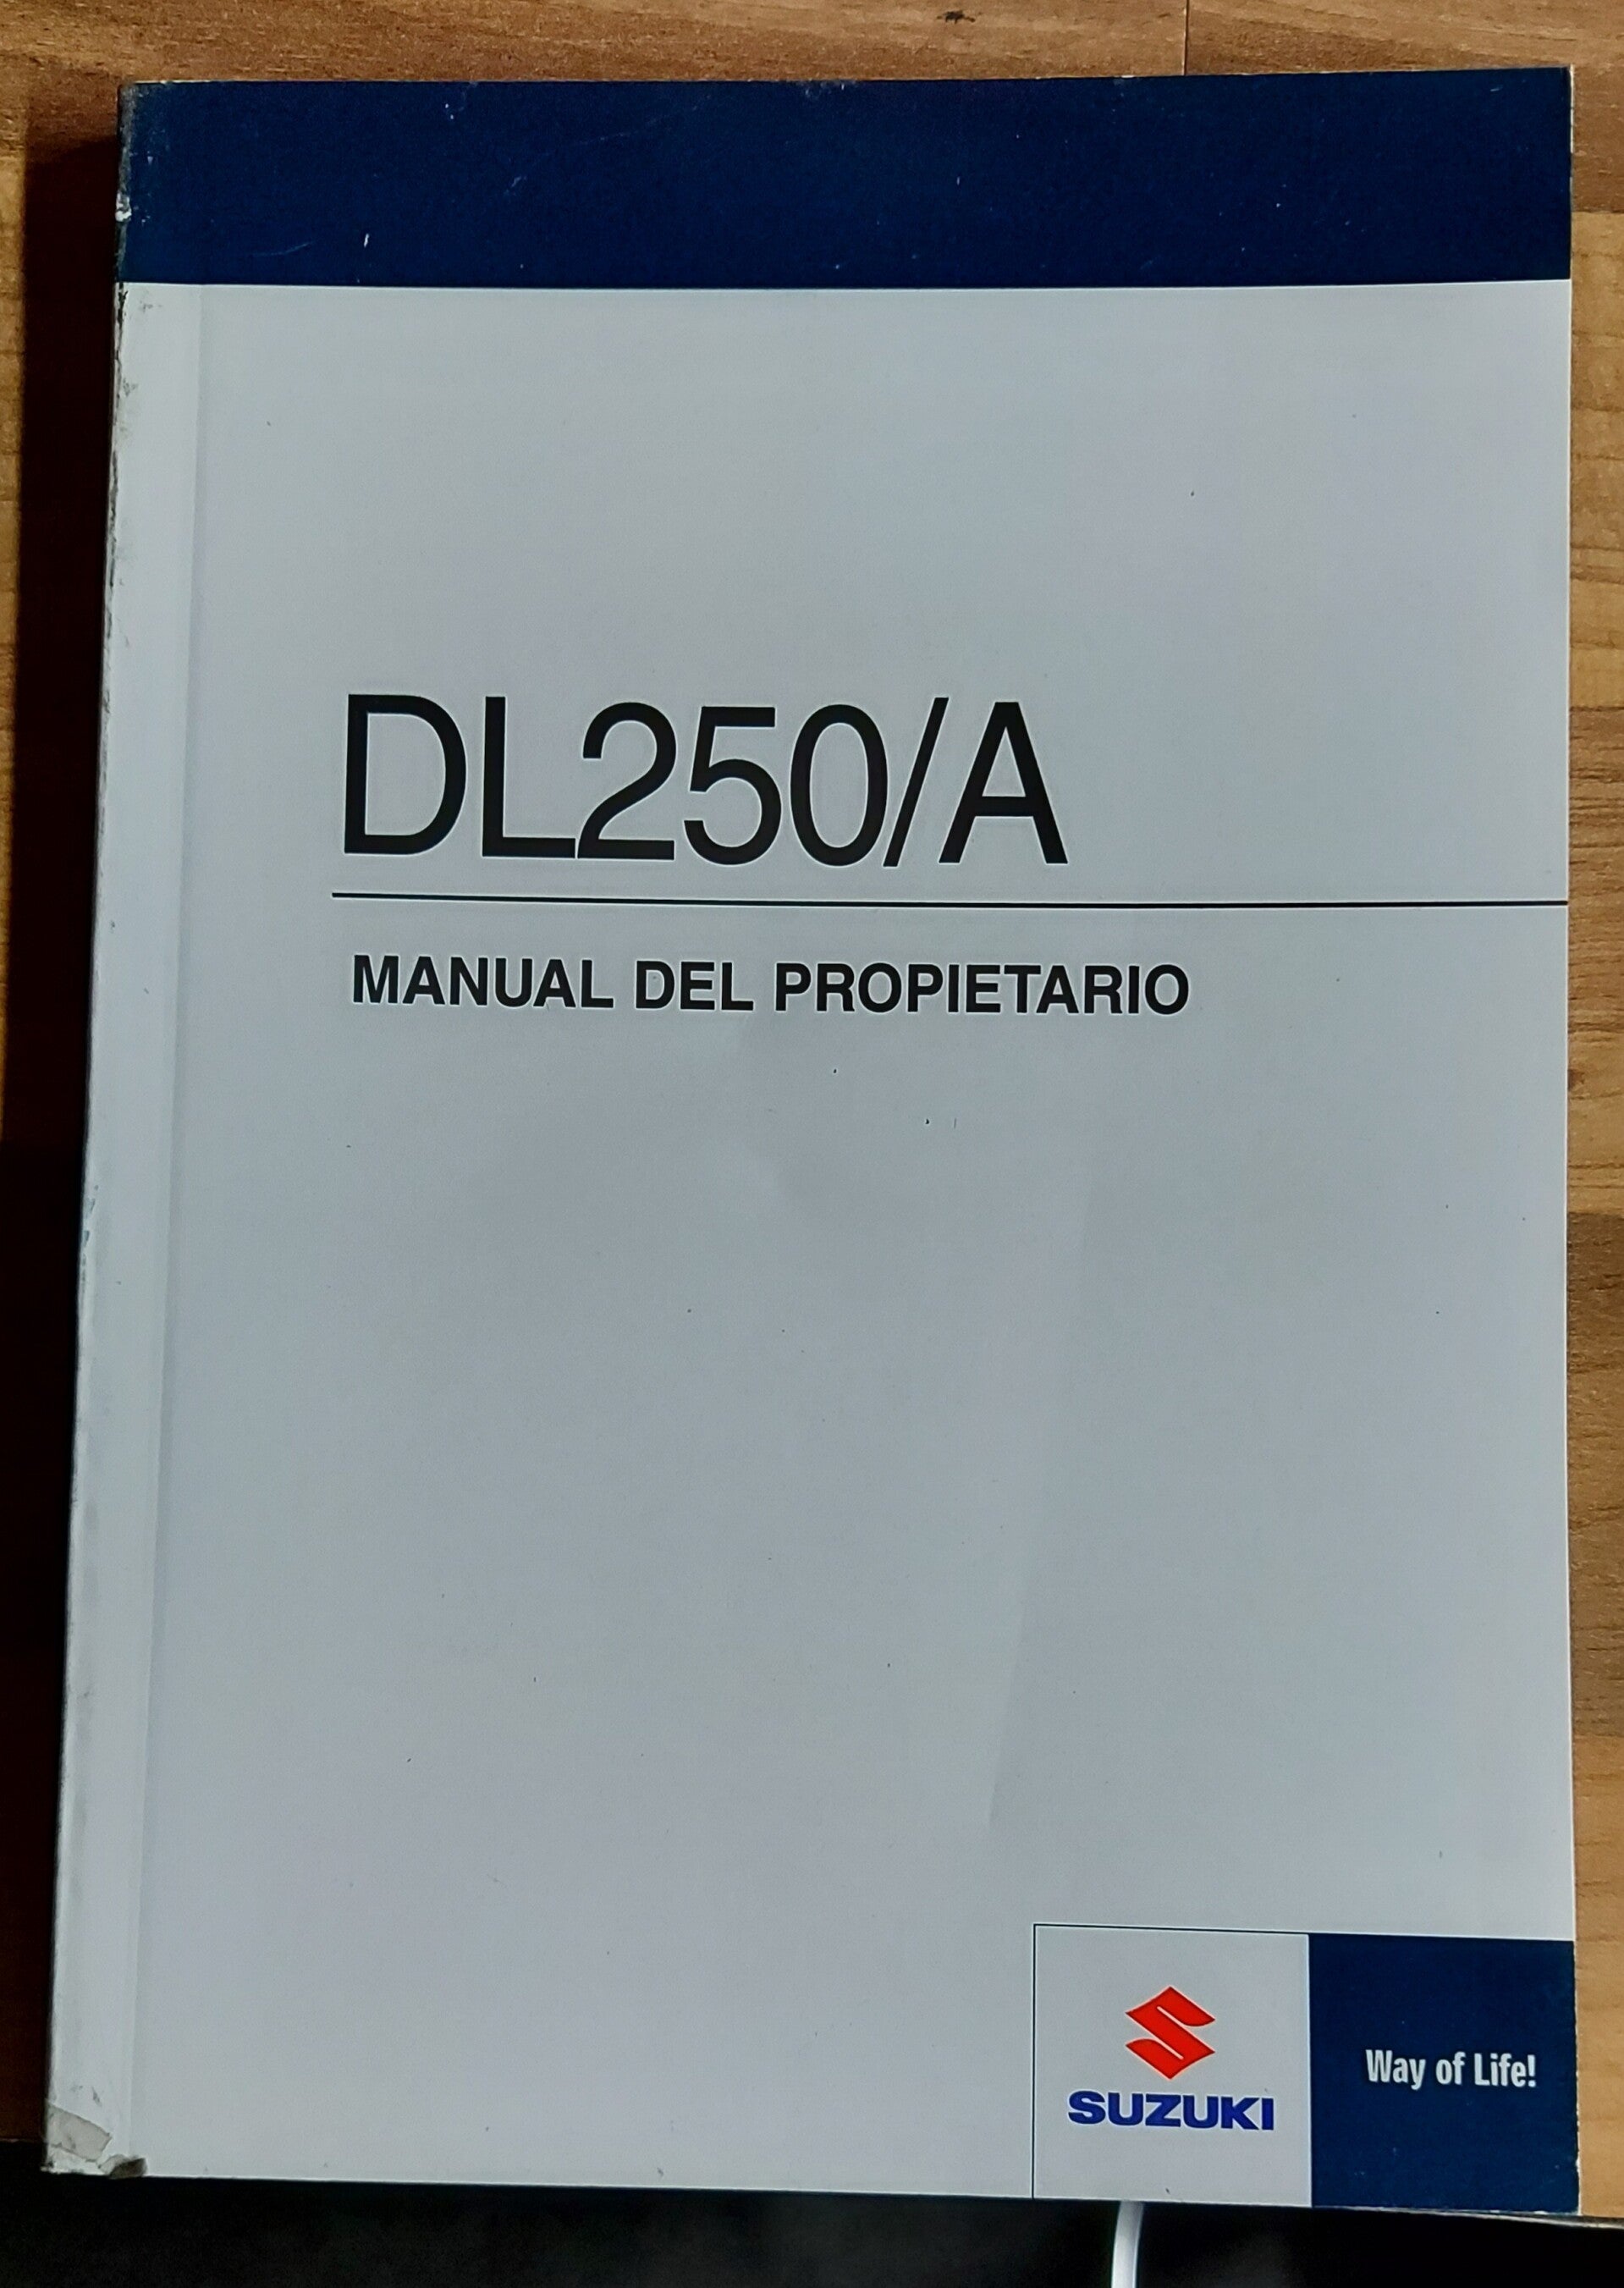 DL250/A
MANUAL DEL PROPIETARIO
SUZUKI
Way of Life!